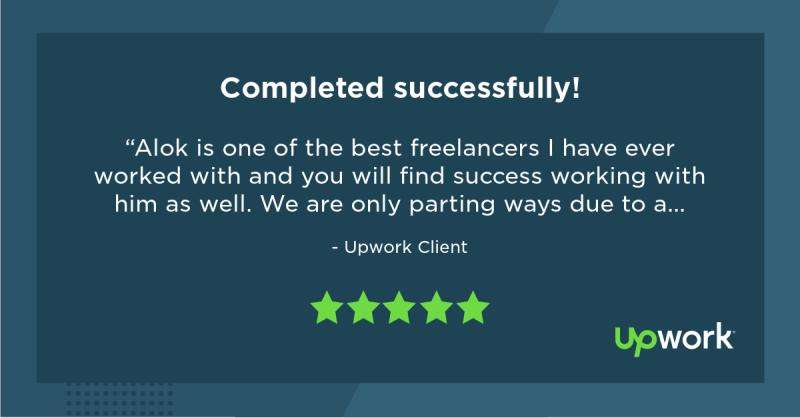 Completed successfully!
“Alok is one of the best freelancers I have ever
worked with and you will find success working with
him as well. We are only parting ways due to a...
- Upwork Client
upwork